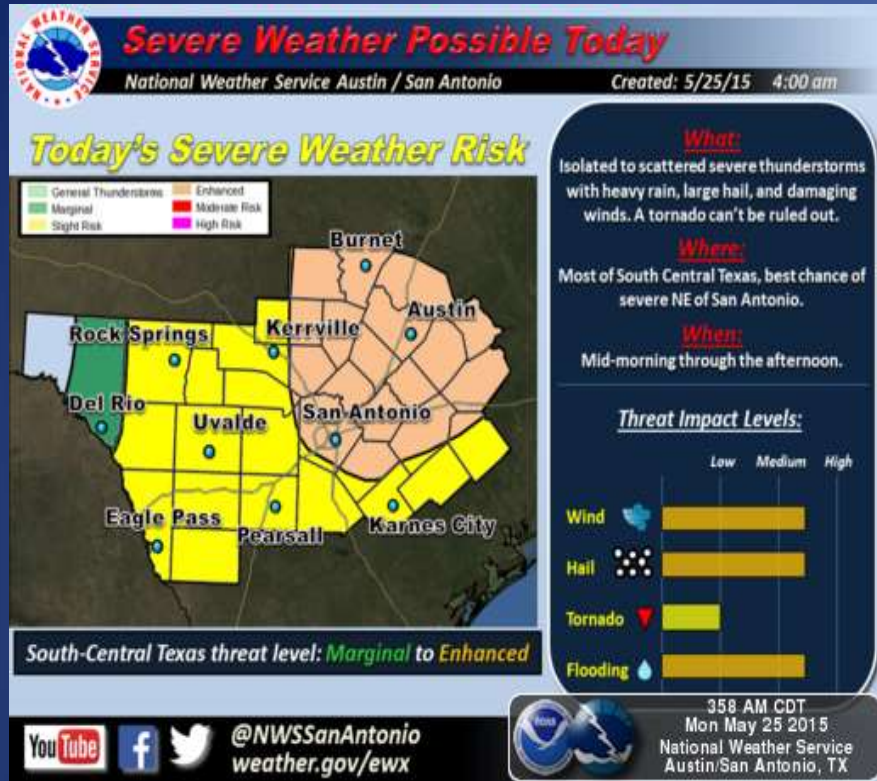 NATIONAL WEATHER SERVICE
Severe Weather Possible Today
National Weather Service Austin / San Antonio
Created: 5/25/15 4:00 am
Today's Severe Weather Risk
General Thunderstorms
Marginal
Slight Risk
Enhanced
Moderate Risk
High Risk
Burnet
Austin
Rock Springs
Kerrville
Del Rio
Uvalde
San Antonio
Eagle Pass
Pearsall
Karnes City
South-Central Texas threat level: Marginal to Enhanced
What:
Isolated to scattered severe thunderstorms
with heavy rain, large hail, and damaging
winds. A tornado can't be ruled out.
Where:
Most of South Central Texas, best chance of
severe NE of San Antonio.
When:
Mid-morning through the afternoon.
Threat Impact Levels:
Low Medium High
Wind
Hail
Tornado
Flooding
You Tube
f
@NWSSanAntonio
weather.gov/ewx
noaa
358 AM CDT
Mon May 25 2015
National Weather Service
Austin/San Antonio, TX